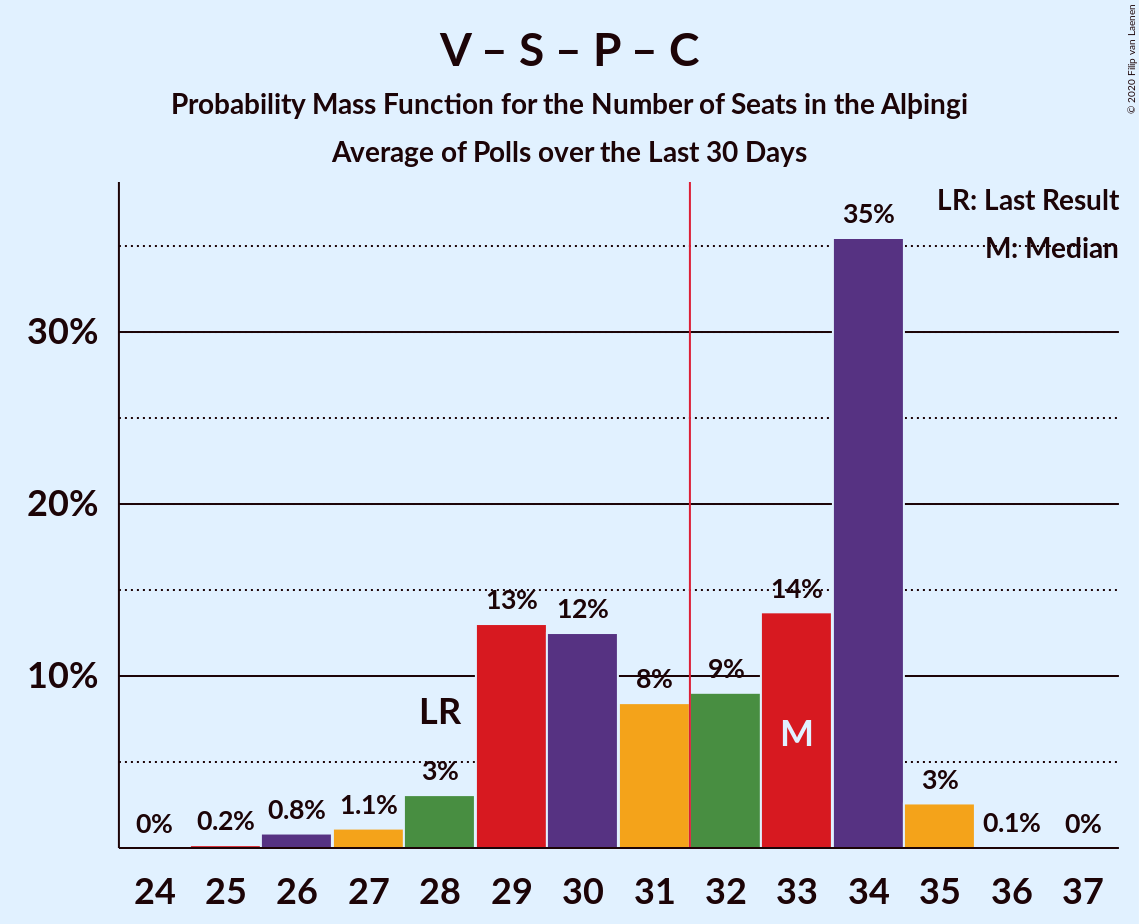 V – S – P – C
Probability Mass Function for the Number of Seats in the Alþingi
Average of Polls over the Last 30 Days
© 2020 Filip van Laenen
LR: Last Result
M: Median
30%
20%
10%
0%
0.2%
0.8%
1.1%
3%
LR
13%
12%
8%
9%
14%
M
35%
3%
0.1%
0%
24 25 26 27 28 29 30 31 32 33 34 35 36 37